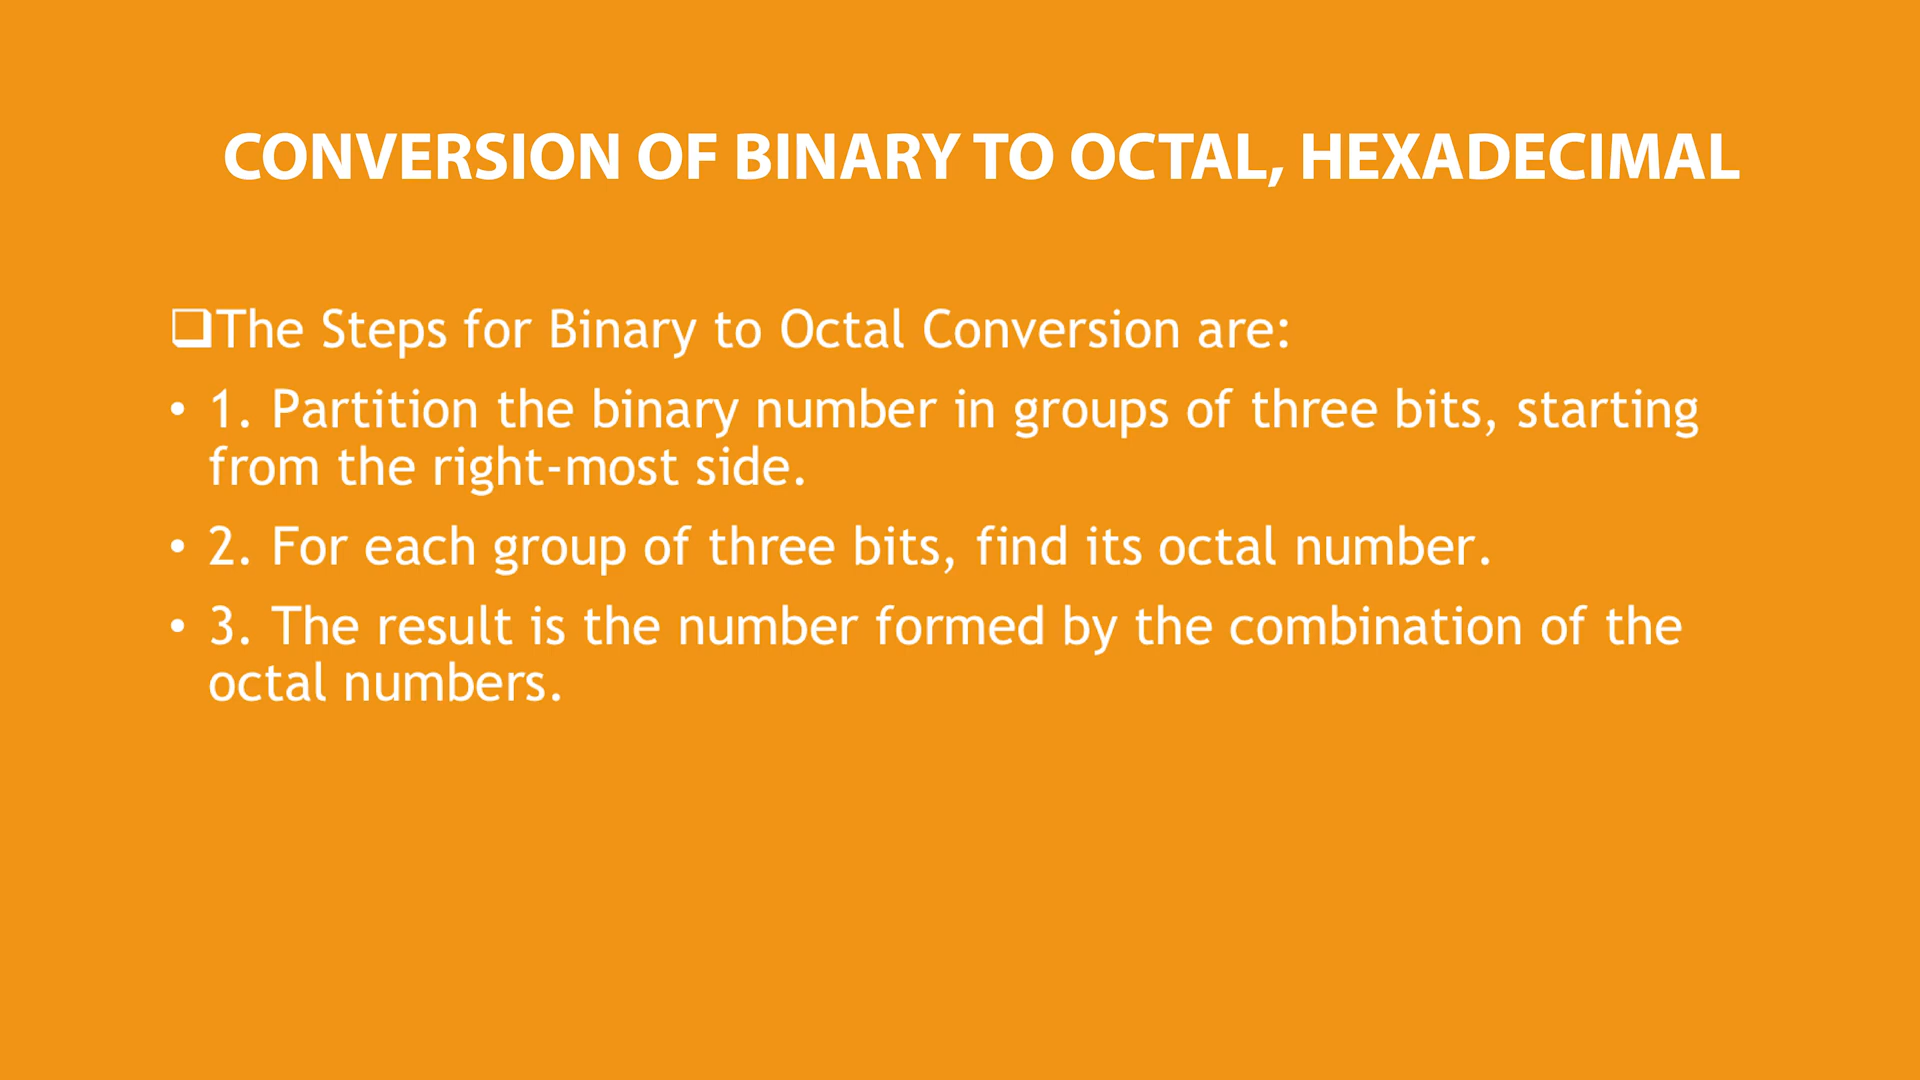 CONVERSION OF BINARY TO OCTAL, HEXADECIMAL
❑The Steps for Binary to Octal Conversion are:
• 1. Partition the binary number in groups of three bits, starting
from the right-most side.
• 2. For each group of three bits, find its octal number.
• 3. The result is the number formed by the combination of the
octal numbers.